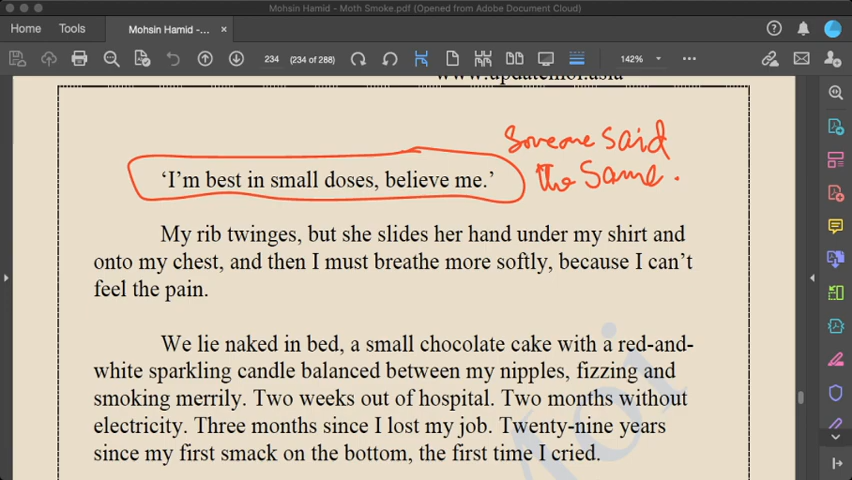 Mohsin Hamid - Moth Smoke.pdf (Opened from Adobe Document Cloud)
Home Tools Mohsin Hamid - Moth... ×
234 (234 of 288) 142%
www.updatemoi.asia
someone said
the same.
‘I’m best in small doses, believe me.’
My rib twinges, but she slides her hand under my shirt and
onto my chest, and then I must breathe more softly, because I can’t
feel the pain.
We lie naked in bed, a small chocolate cake with a red-and-
white sparkling candle balanced between my nipples, fizzing and
smoking merrily. Two weeks out of hospital. Two months without
electricity. Three months since I lost my job. Twenty-nine years
since my first smack on the bottom, the first time I cried.
Moi